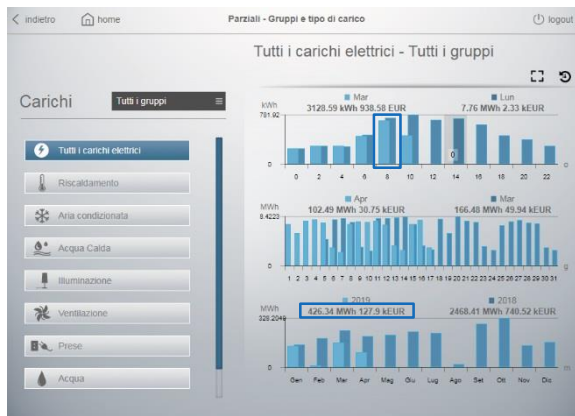 indietro home Parziali - Gruppi e tipo di carico logout
Tutti i carichi elettrici - Tutti i gruppi
Carichi Tutti i gruppi
Tutti i carichi elettrici
Riscaldamento
Aria condizionata
Acqua Calda
Illuminazione
Ventilazione
Prese
Acqua
kWh Mar Lun
781.92 3128.59 kWh 938.58 EUR 7.76 MWh 2.33 kEUR
0
0
0 2 4 6 8 10 12 14 16 18 20 22 o
MWh Apr Mar
8.4223 102.49 MWh 30.75 kEUR 166.48 MWh 49.94 kEUR
0 g
1 2 3 4 5 6 7 8 9 10 11 12 13 14 15 16 17 18 19 20 21 22 23 24 25 26 27 28 29 30 31
MWh 2019 2018
328.2048 426.34 MWh 127.9 kEUR 2468.41 MWh 740.52 kEUR
0 m
Gen Feb Mar Apr Mag Giu Lug Ago Set Ott Nov Dic